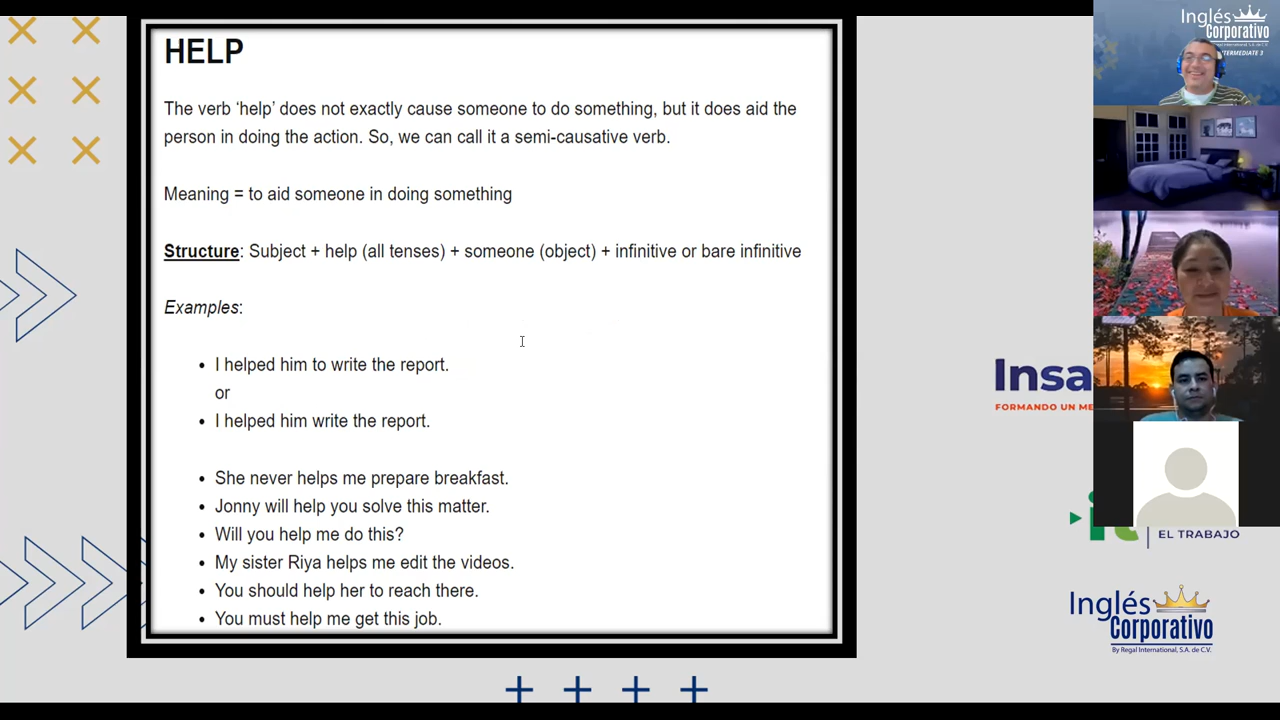 HELP
The verb ‘help’ does not exactly cause someone to do something, but it does aid the
person in doing the action. So, we can call it a semi-causative verb.
Meaning = to aid someone in doing something
Structure: Subject + help (all tenses) + someone (object) + infinitive or bare infinitive
Examples:
• I helped him to write the report.
or
• I helped him write the report.
• She never helps me prepare breakfast.
• Jonny will help you solve this matter.
• Will you help me do this?
• My sister Riya helps me edit the videos.
• You should help her to reach there.
• You must help me get this job.
Inglés
Corporativo
By Regal International, S.A. de C.V.
INTERMEDIATE 3
Insa
FORMANDO UN ME
EL TRABAJO
Inglés
Corporativo
By Regal International, S.A. de C.V.